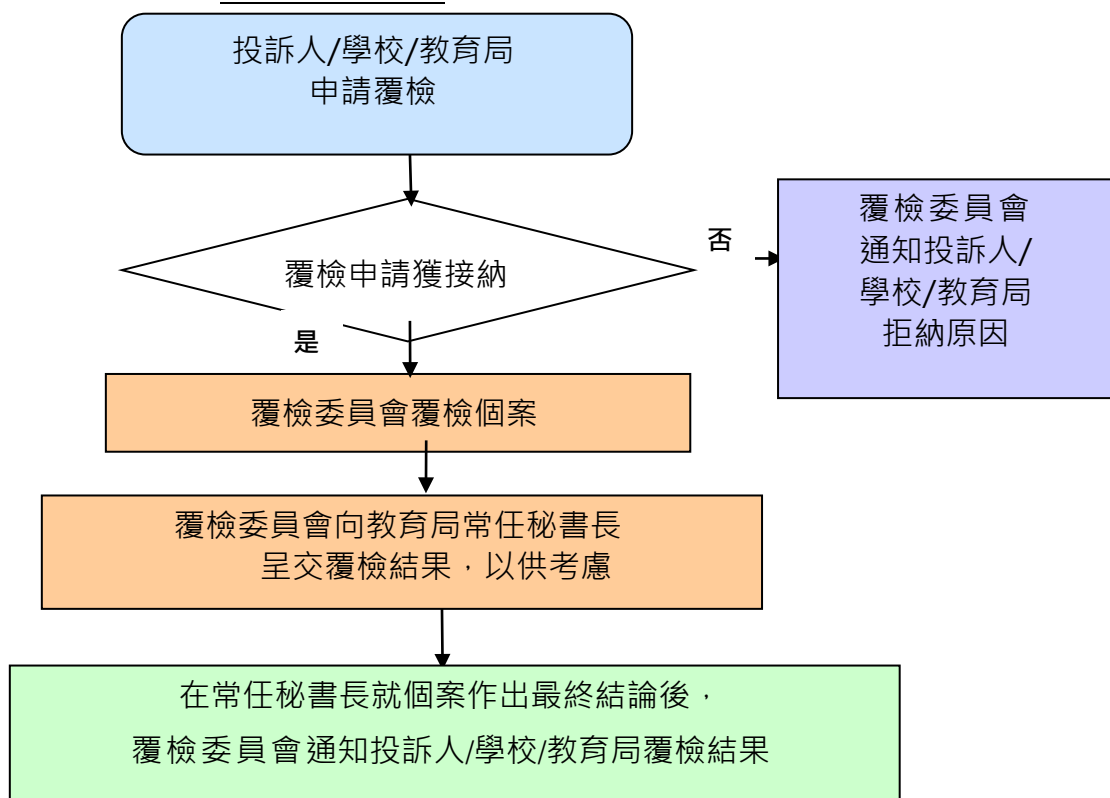 投訴人/學校/教育局
申請覆檢
覆檢申請獲接納
否
覆檢委員會
通知投訴人/
學校/教育局
拒納原因
是
覆檢委員會覆檢個案
覆檢委員會向教育局常任秘書長
呈交覆檢結果，以供考慮
在常任秘書長就個案作出最終結論後，
覆檢委員會通知投訴人/學校/教育局覆檢結果